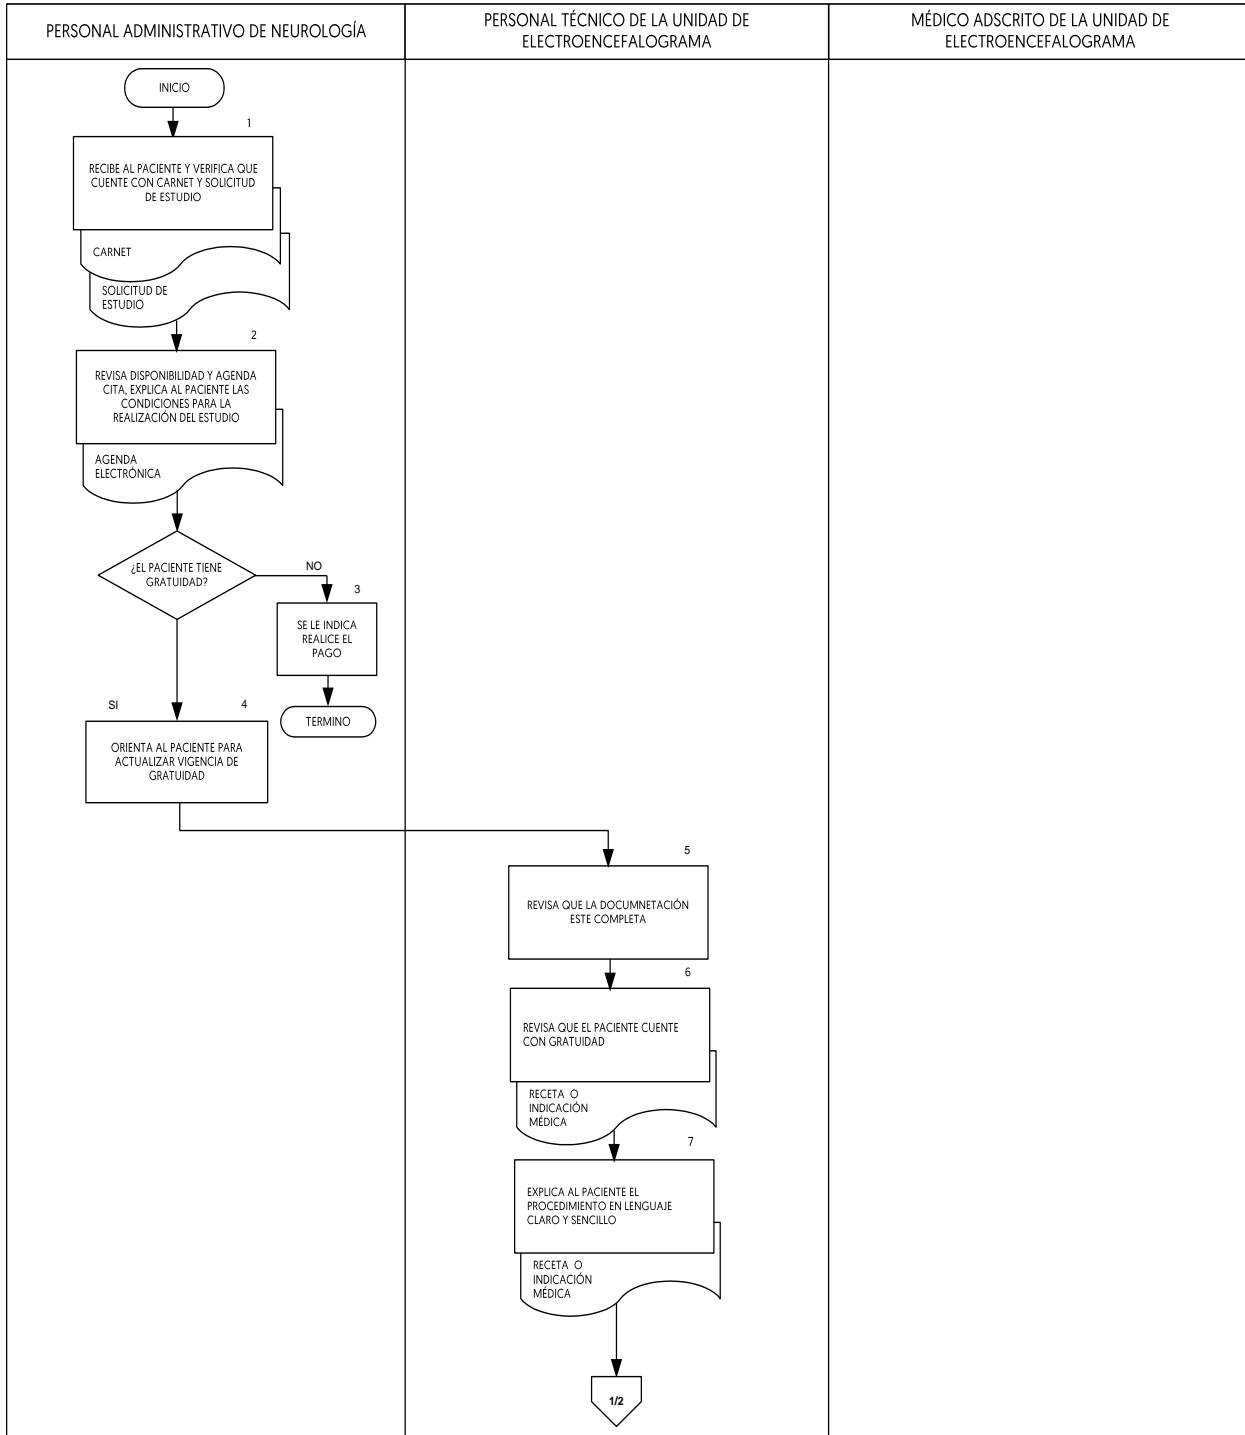 PERSONAL ADMINISTRATIVO DE NEUROLOGÍA
PERSONAL TÉCNICO DE LA UNIDAD DE
ELECTROENCEFALOGRAMA
MÉDICO ADSCRITO DE LA UNIDAD DE
ELECTROENCEFALOGRAMA
INICIO
1
RECIBE AL PACIENTE Y VERIFICA QUE
CUENTE CON CARNET Y SOLICITUD
DE ESTUDIO
CARNET
SOLICITUD DE
ESTUDIO
2
REVISA DISPONIBILIDAD Y AGENDA
CITA, EXPLICA AL PACIENTE LAS
CONDICIONES PARA LA
REALIZACIÓN DEL ESTUDIO
AGENDA
ELECTRÓNICA
¿EL PACIENTE TIENE
GRATUIDAD?
NO
3
SE LE INDICA
REALICE EL
PAGO
TERMINO
SI
4
ORIENTA AL PACIENTE PARA
ACTUALIZAR VIGENCIA DE
GRATUIDAD
5
REVISA QUE LA DOCUMNETACIÓN
ESTE COMPLETA
6
REVISA QUE EL PACIENTE CUENTE
CON GRATUIDAD
RECETA O
INDICACIÓN
MÉDICA
7
EXPLICA AL PACIENTE EL
PROCEDIMIENTO EN LENGUAJE
CLARO Y SENCILLO
RECETA O
INDICACIÓN
MÉDICA
1/2